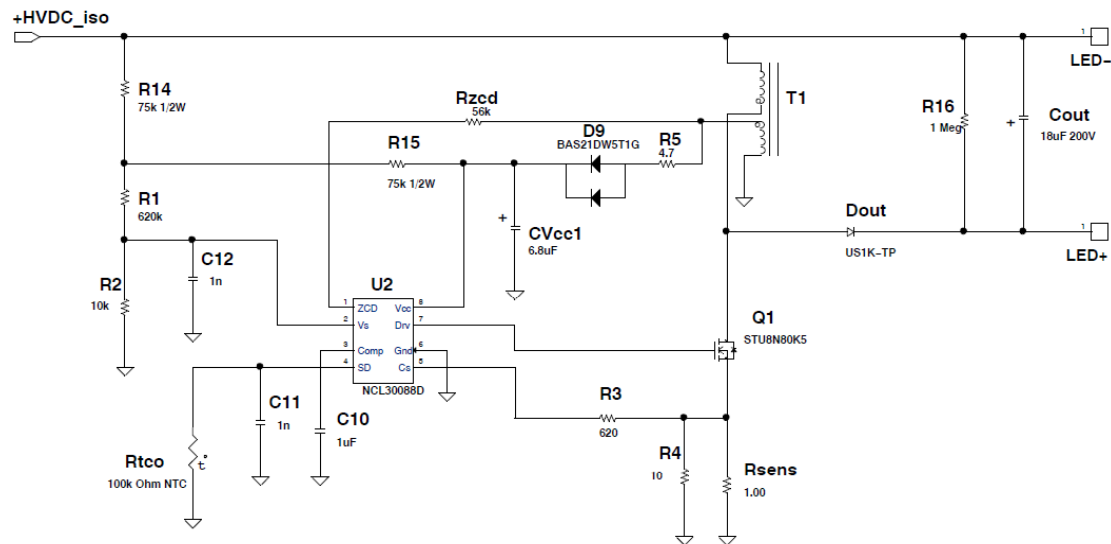 +HVDC_iso
1
LED-
R14
75k 1/2W
Rzcd
56k
T1
R16
1 Meg
Cout
+
18uF 200V
D9
BAS21DW5T1G
R5
4.7
R15
75k 1/2W
R1
620k
+
CVcc1
6.8uF
Dout
US1K-TP
1
LED+
C12
1n
R2
10k
U2
1 ZCD Vcc 8
2 Vs Drv 7
3 Comp Gnd 6
4 SD Cs 5
NCL30088D
Q1
STU8N80K5
C11
1n
C10
1uF
R3
620
R4
10
Rsens
1.00
Rtco
t°
100k Ohm NTC